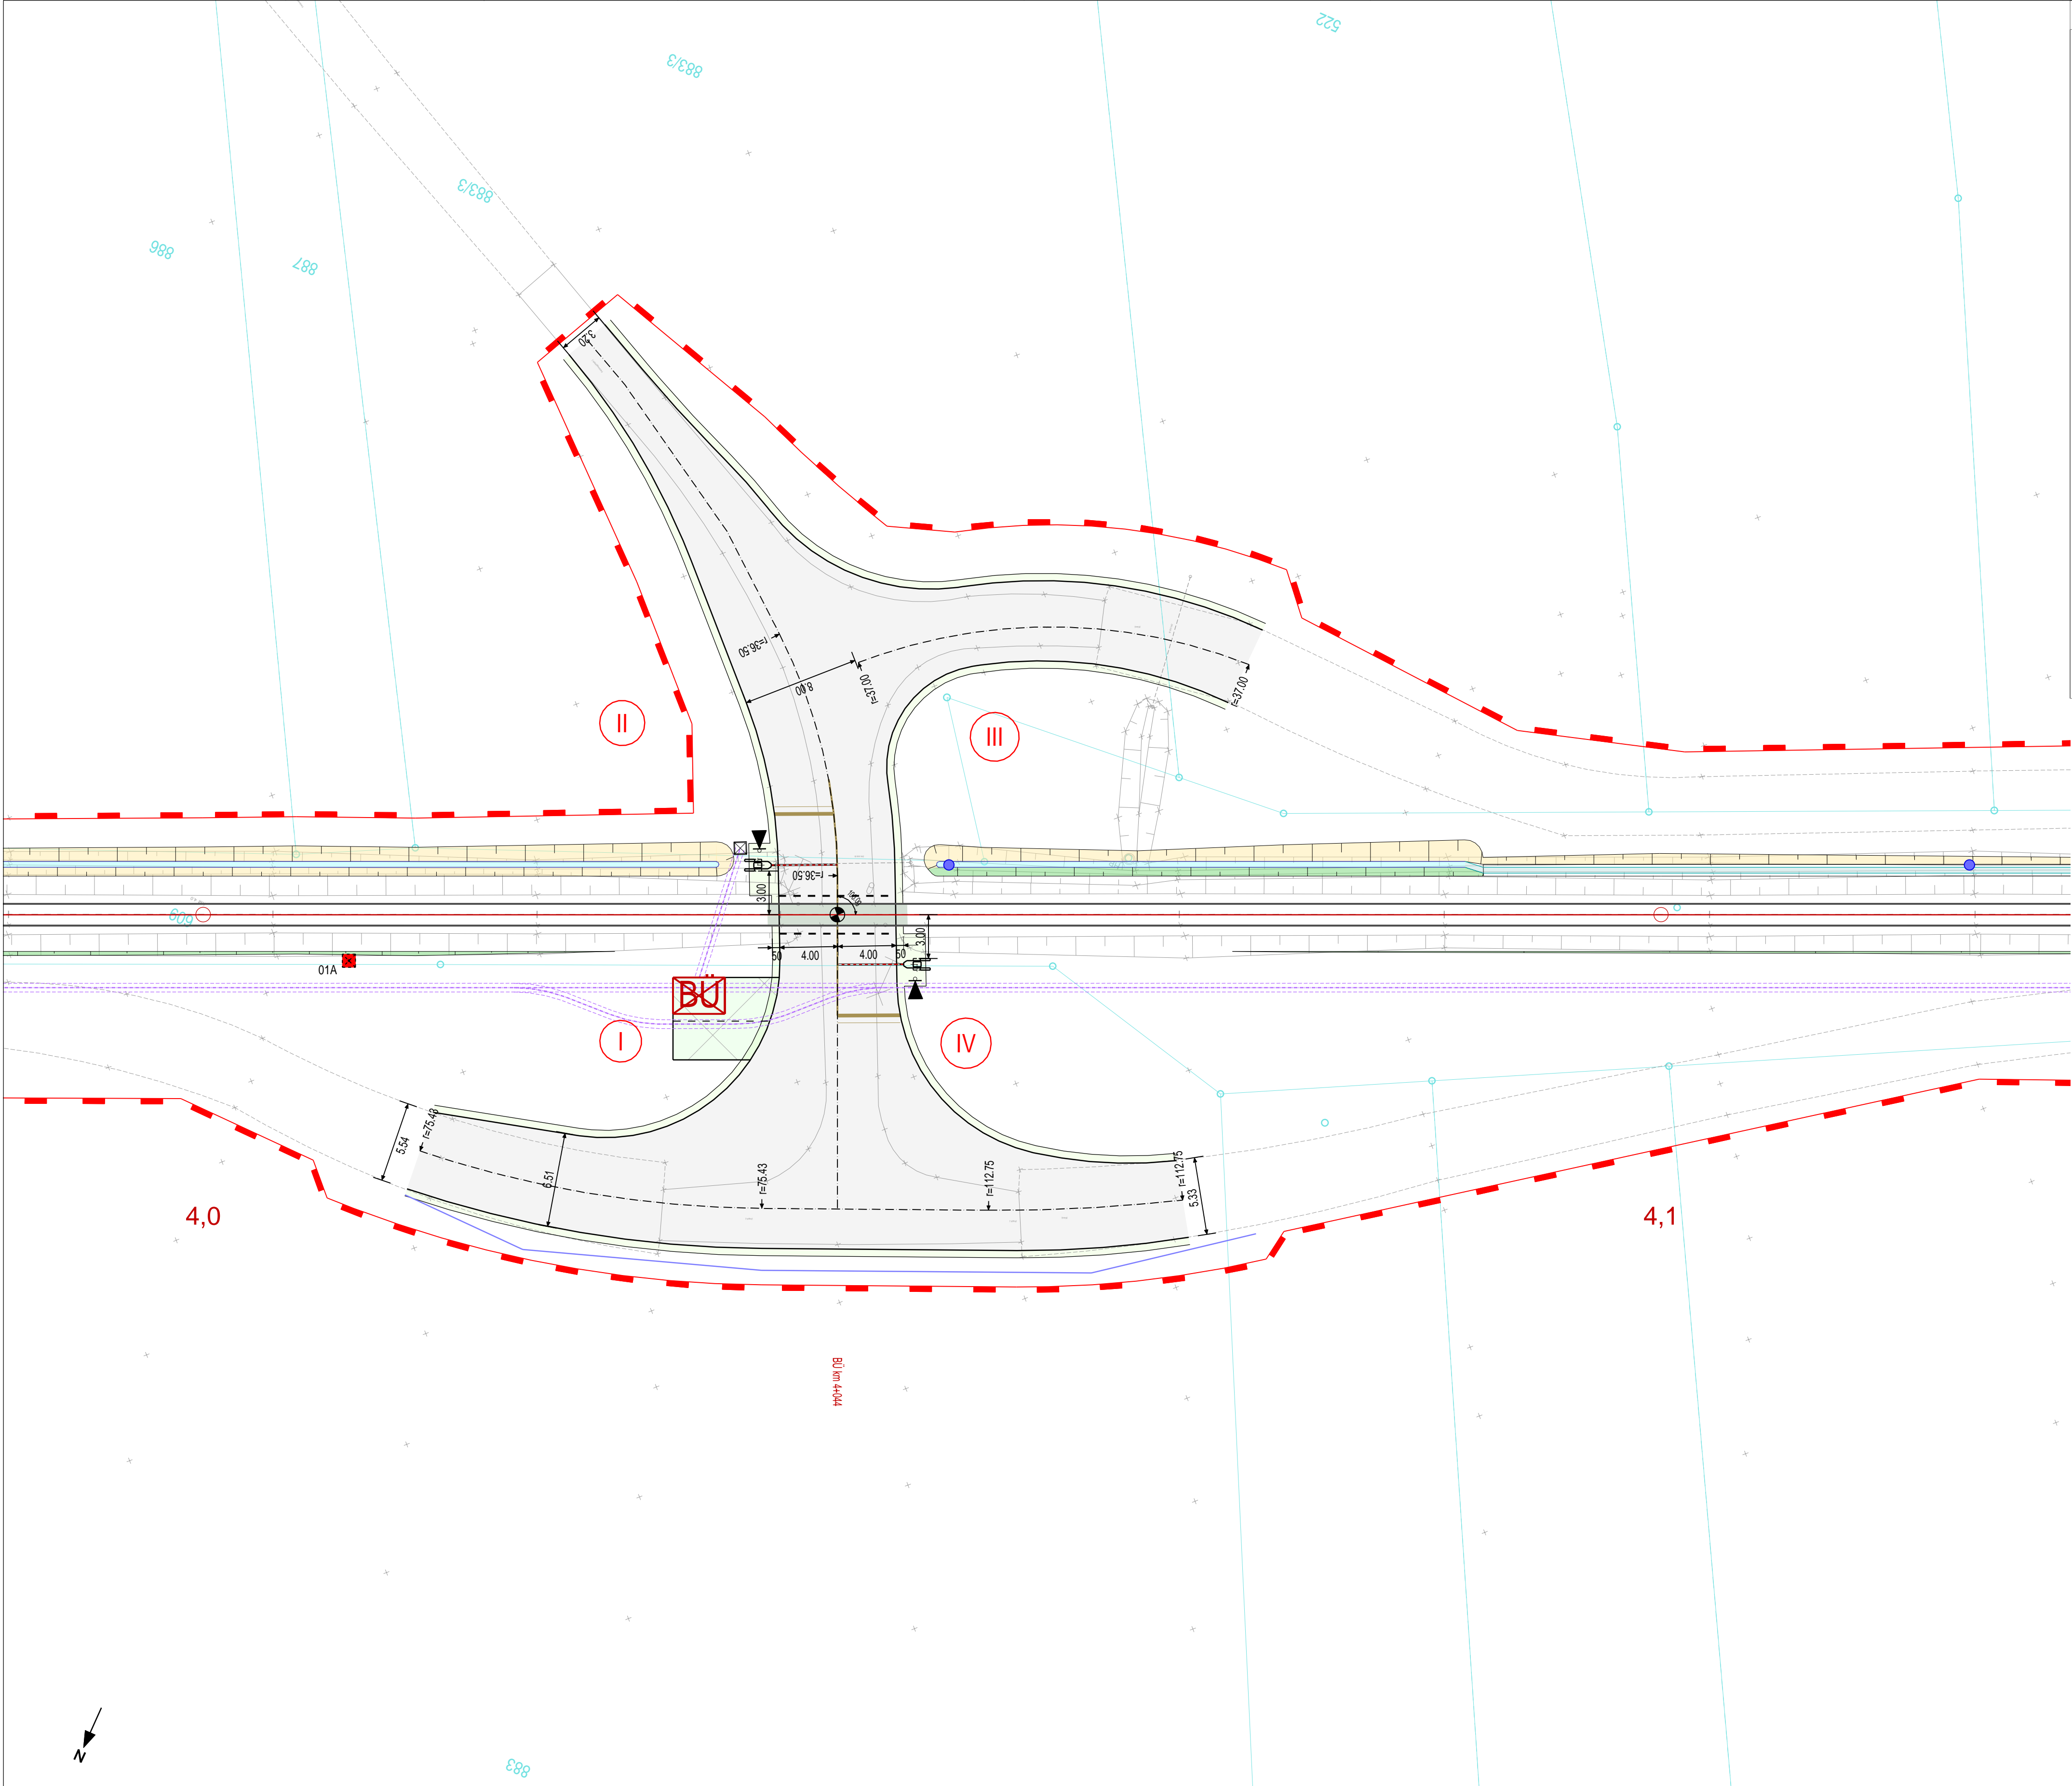 522
883/3
883/3
886
887
3.20
r=36.50
8.00
r=37.00
r=37.00
II
III
r=36.50
3.00
3.00
609
50
4.00
4.00
50
01A
BÜ
I
IV
r=75.43
5.54
6.51
r=75.43
r=112.75
r=112.75
5.33
4,0
4,1
BÜ km 4+044
N
883